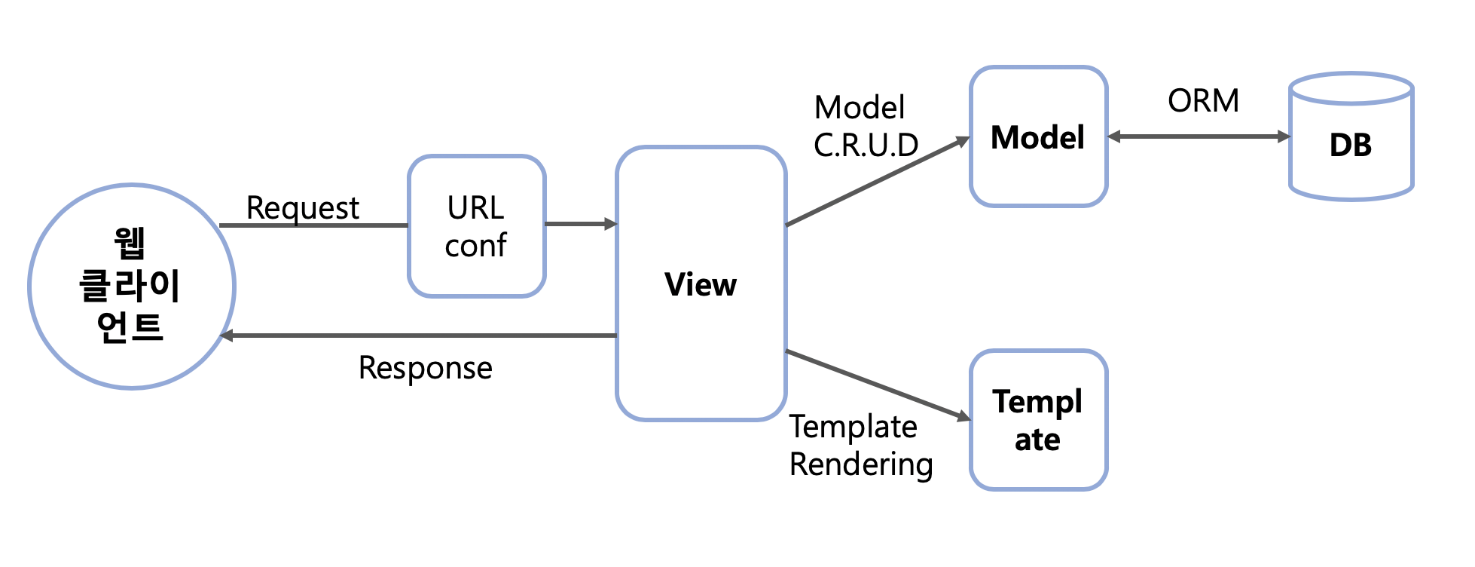 웹
클라이
언트
Request
URL
conf
Response
View
Model
C.R.U.D
Model
ORM
DB
Template
Rendering
Templ
ate